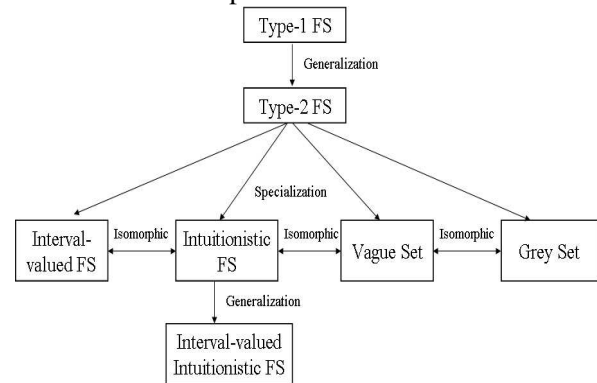 Type-1 FS
Generalization
Type-2 FS
Specialization
Interval-
valued FS
Isomorphic
Intuitionistic
FS
Isomorphic
Vague Set
Isomorphic
Grey Set
Generalization
Interval-valued
Intuitionistic FS